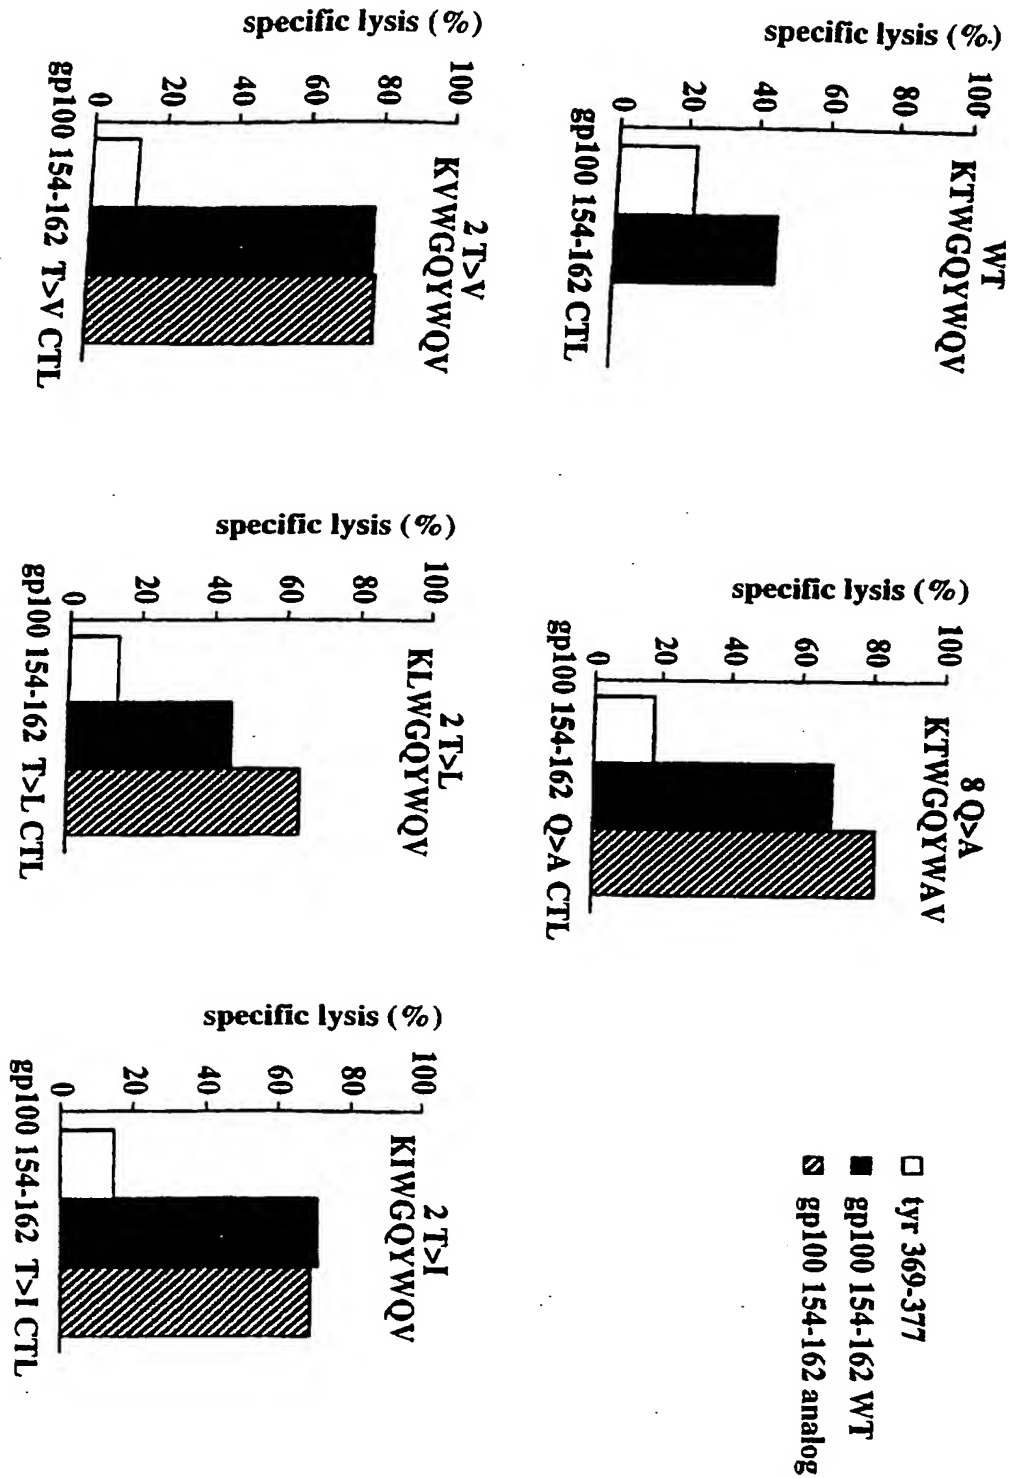 WT
KTWGQYWQV
specific lysis (%)
100
80
60
40
20
0
gp100 154-162 CTL
8 Q>A
KTWGQYWAV
specific lysis (%)
100
80
60
40
20
0
gp100 154-162 Q>A CTL
tyr 369-377
gp100 154-162 WT
gp100 154-162 analog
2 T>V
KVWGQYWQV
specific lysis (%)
100
80
60
40
20
0
gp100 154-162 T>V CTL
2 T>L
KLWGQYWQV
specific lysis (%)
100
80
60
40
20
0
gp100 154-162 T>L CTL
2 T>I
KIWGQYWQV
specific lysis (%)
100
80
60
40
20
0
gp100 154-162 T>I CTL